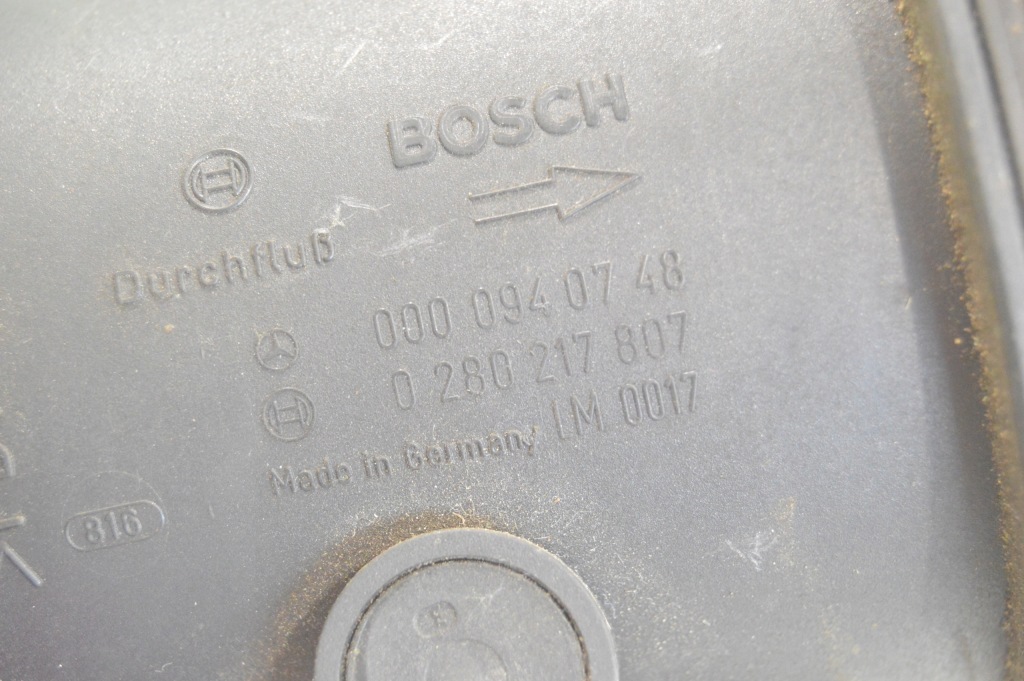 BOSCH
Durchfluß
000 094 07 48
0 280 217 807
Made in Germany LM 0017
816